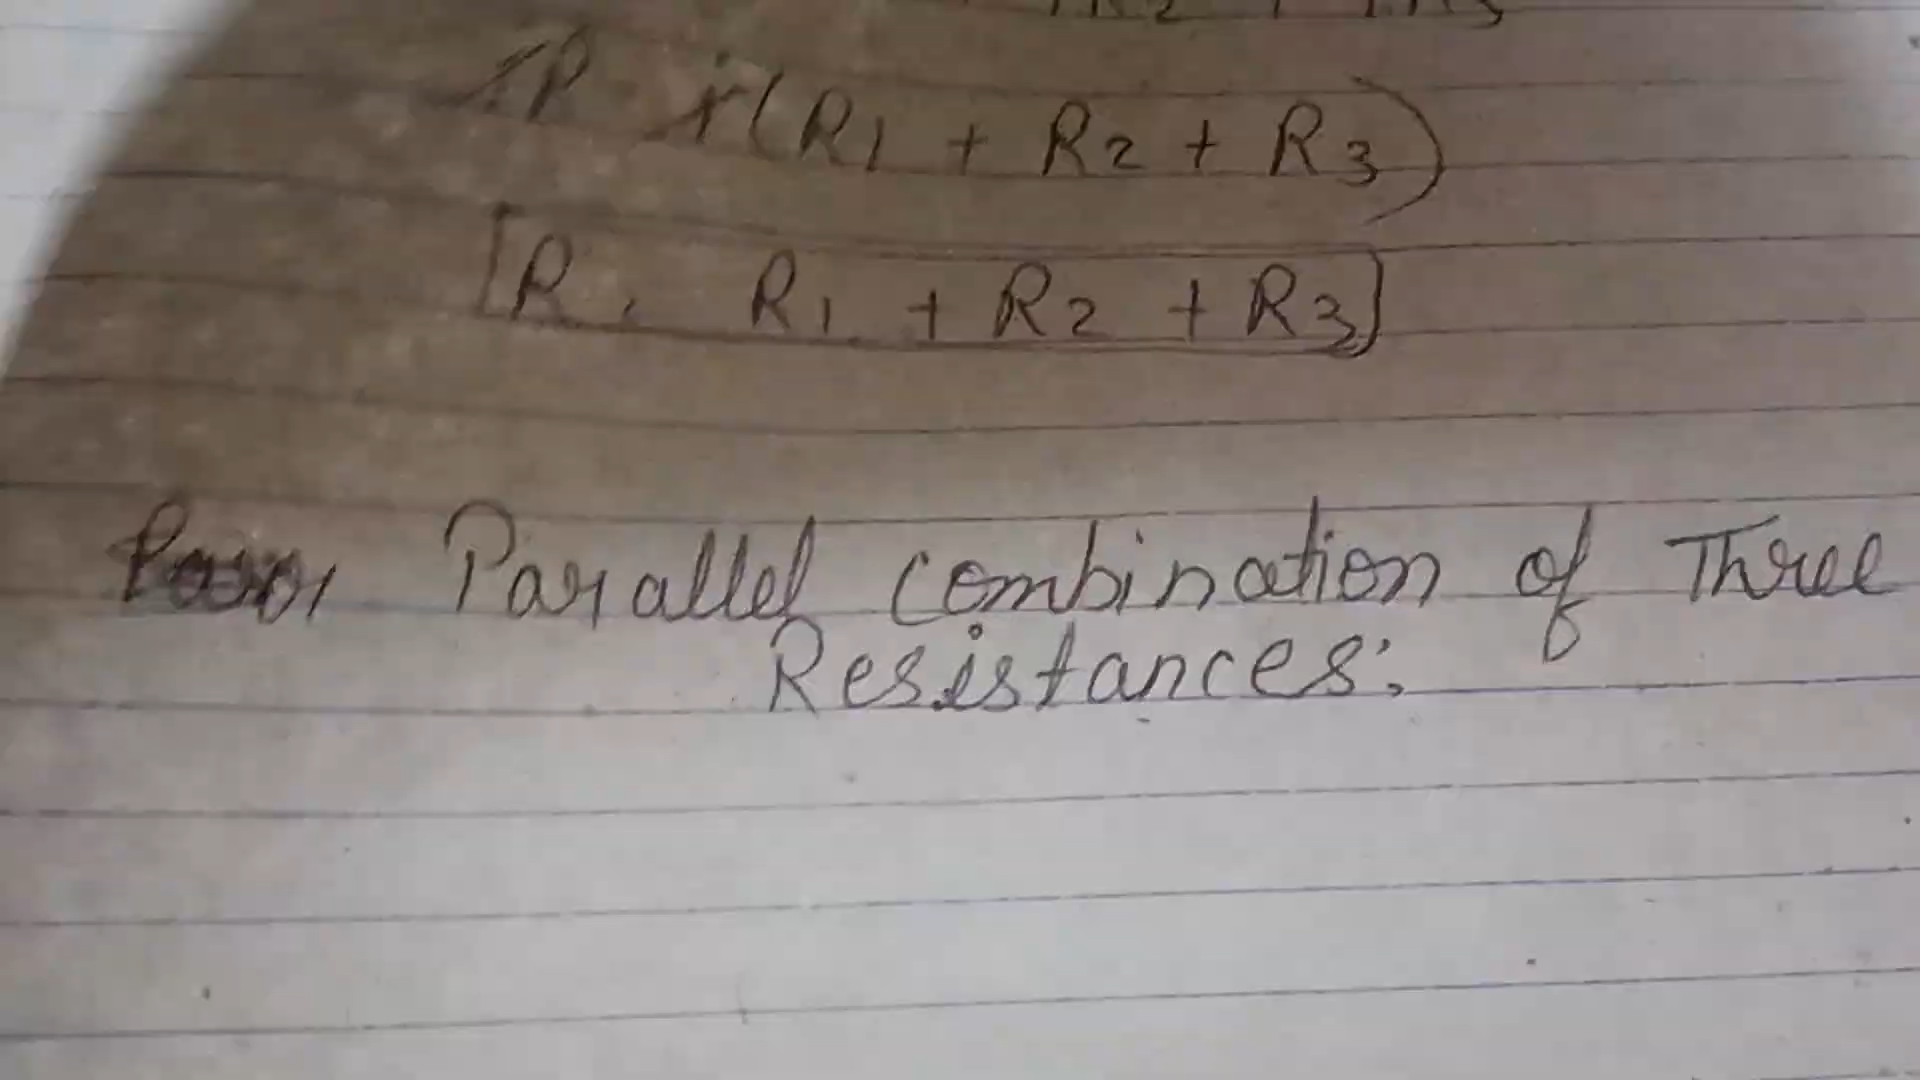 iR = i(R1 + R2 + R3)
[R = R1 + R2 + R3]
Parallel Combination of Three
Resistances: